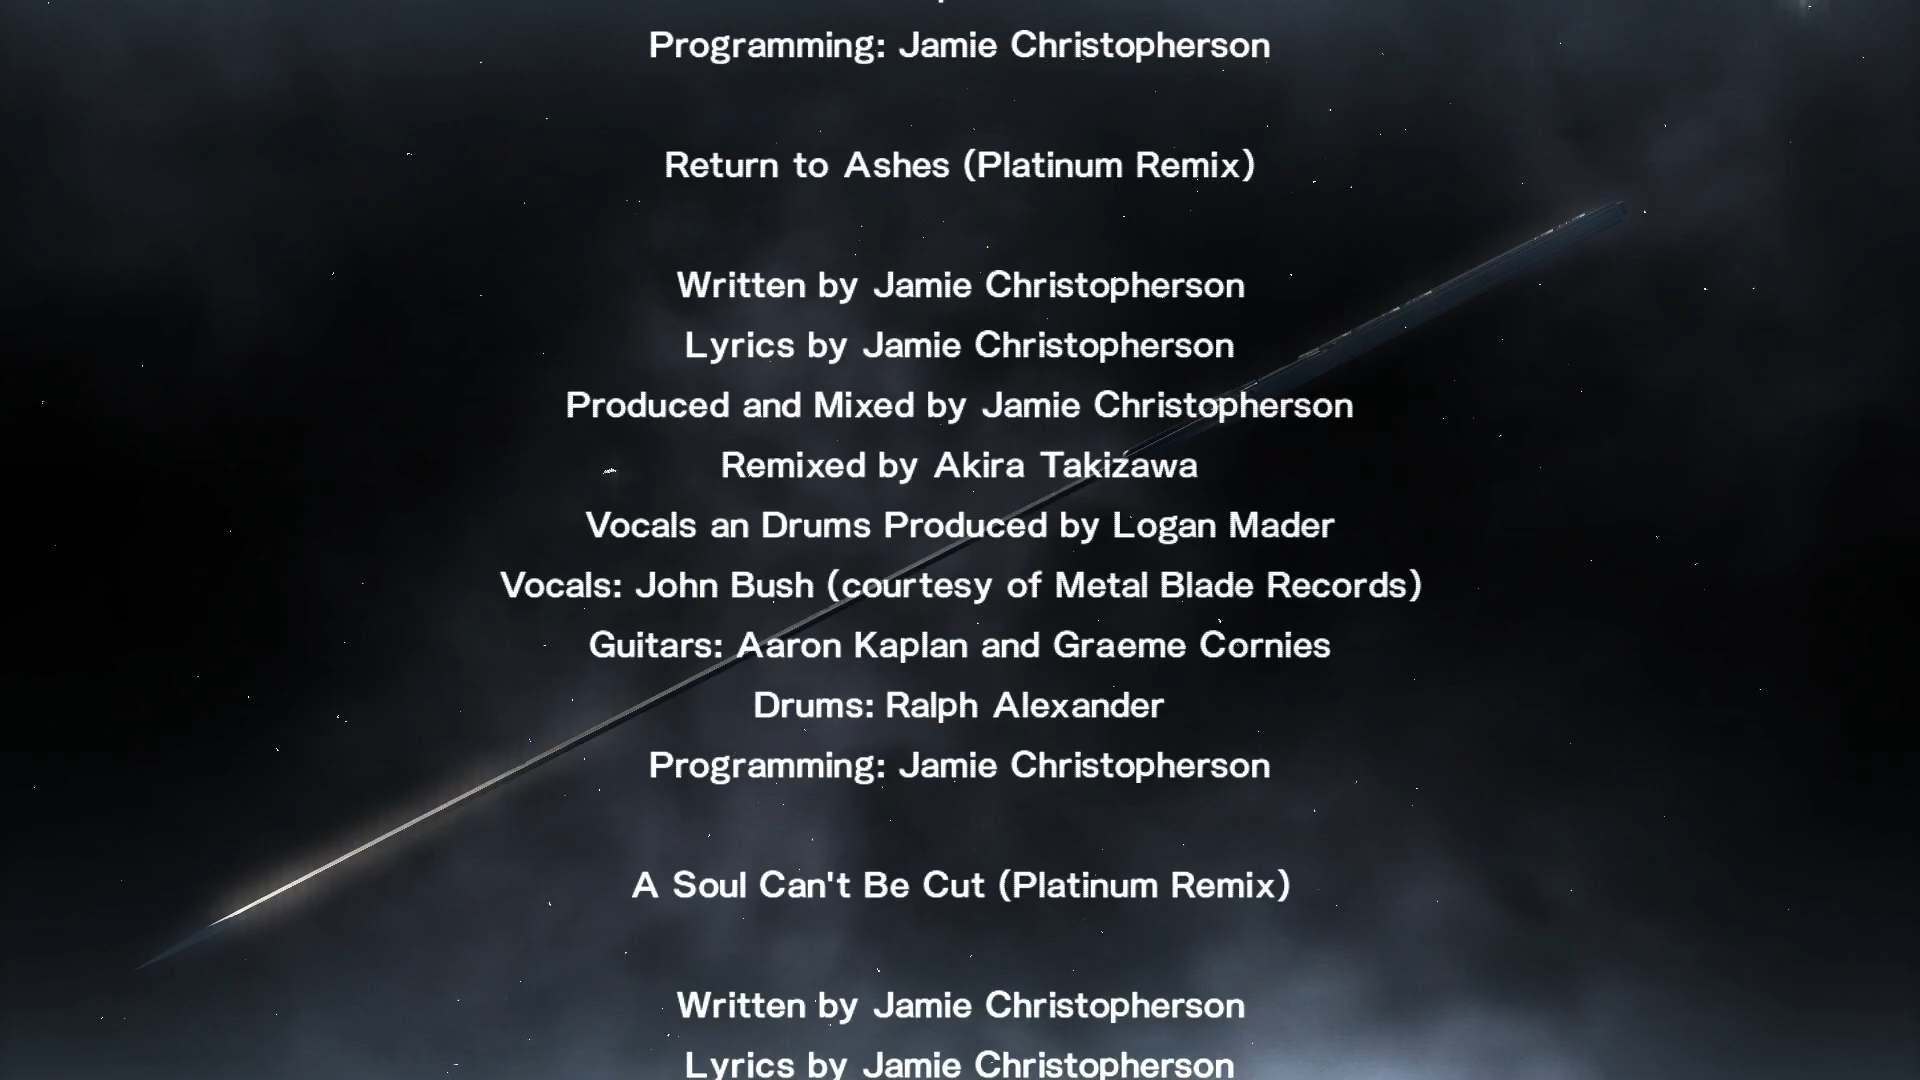 Programming: Jamie Christopherson
Return to Ashes (Platinum Remix)
Written by Jamie Christopherson
Lyrics by Jamie Christopherson
Produced and Mixed by Jamie Christopherson
Remixed by Akira Takizawa
Vocals an Drums Produced by Logan Mader
Vocals: John Bush (courtesy of Metal Blade Records)
Guitars: Aaron Kaplan and Graeme Cornies
Drums: Ralph Alexander
Programming: Jamie Christopherson
A Soul Can't Be Cut (Platinum Remix)
Written by Jamie Christopherson
Lyrics by Jamie Christopherson